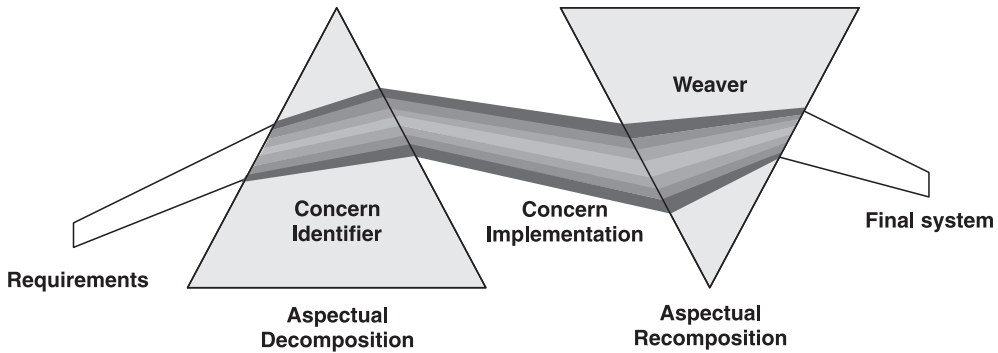 Weaver
Concern
Identifier
Concern
Implementation
Final system
Requirements
Aspectual
Decomposition
Aspectual
Recomposition